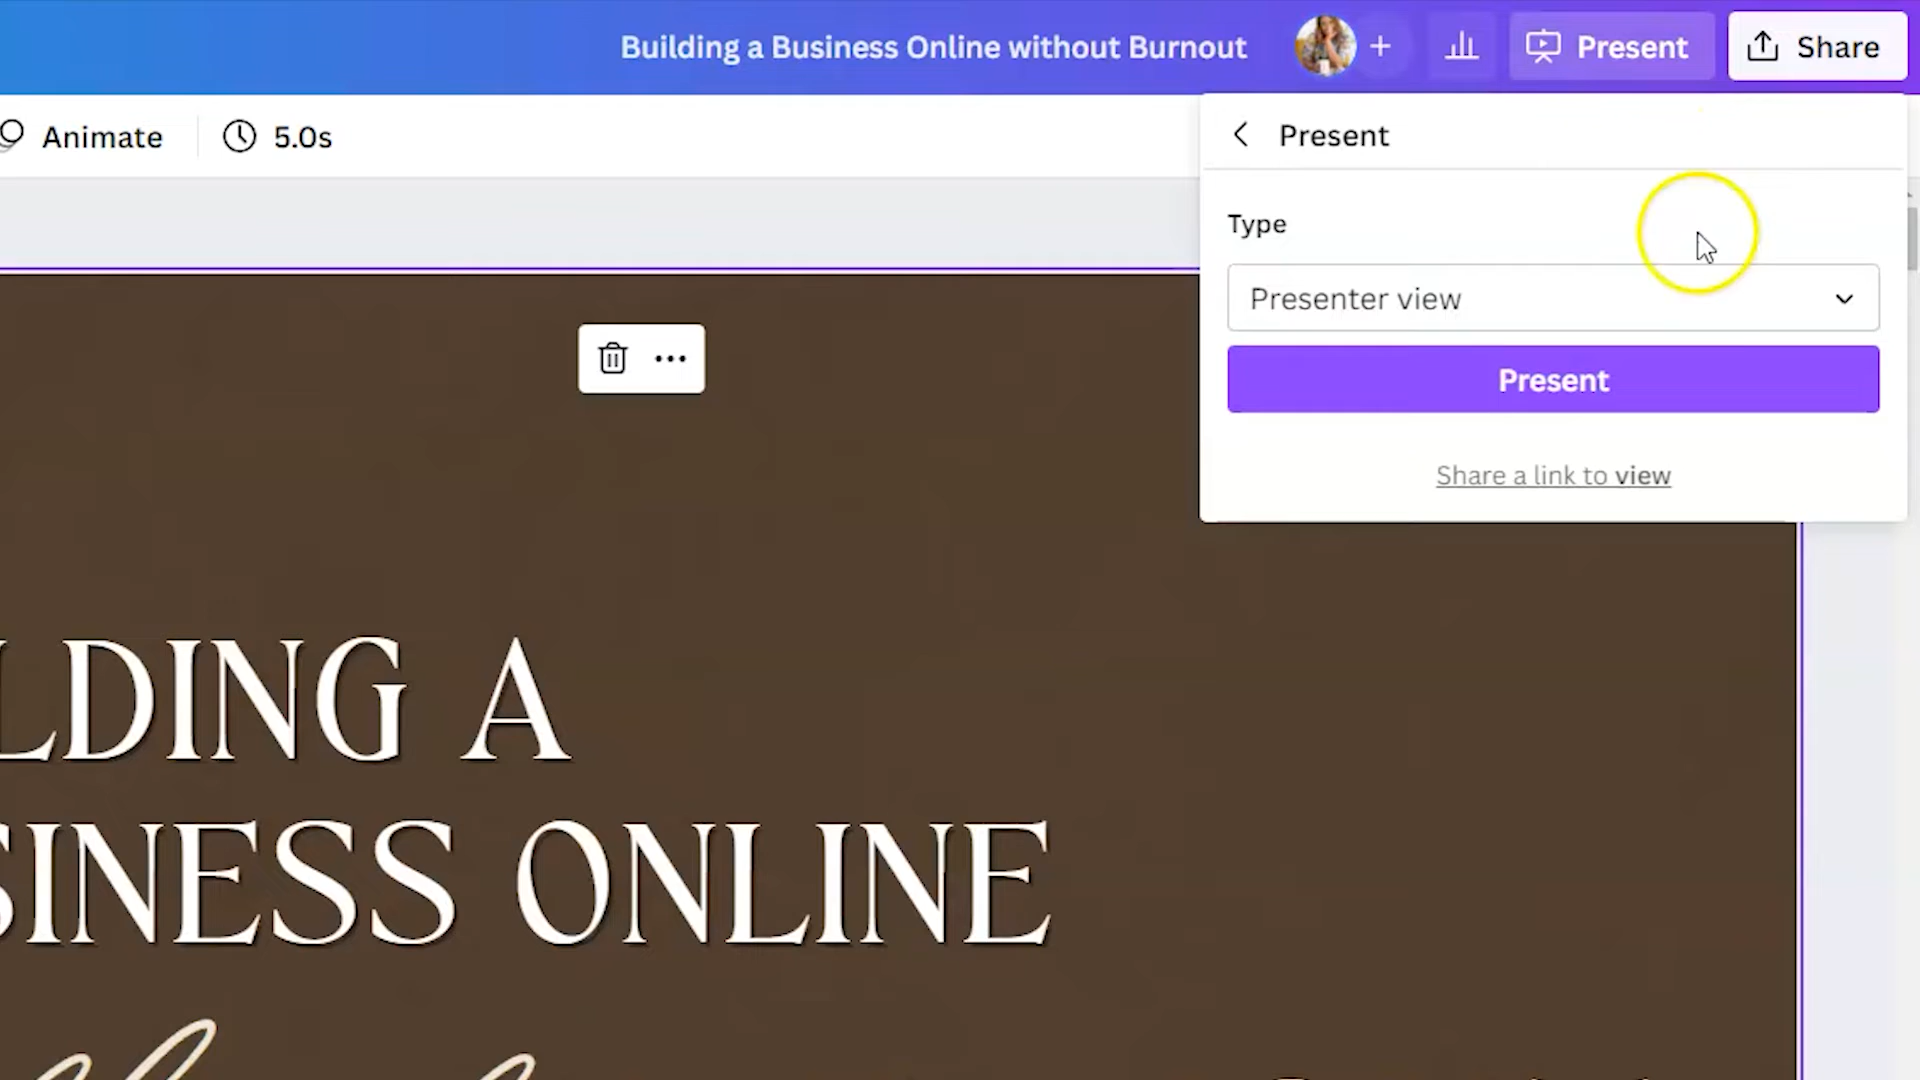 Building a Business Online without Burnout
Present
Share
Animate
5.0s
Present
Type
Presenter view
Present
Share a link to view
LDING A
SINESS ONLINE